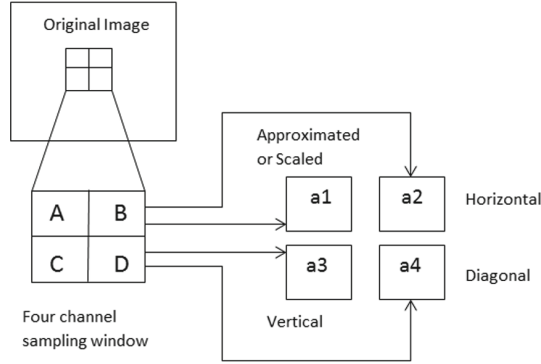 Original Image
Approximated
or Scaled
A B
a1 a2 Horizontal
C D
a3 a4 Diagonal
Four channel
sampling window
Vertical